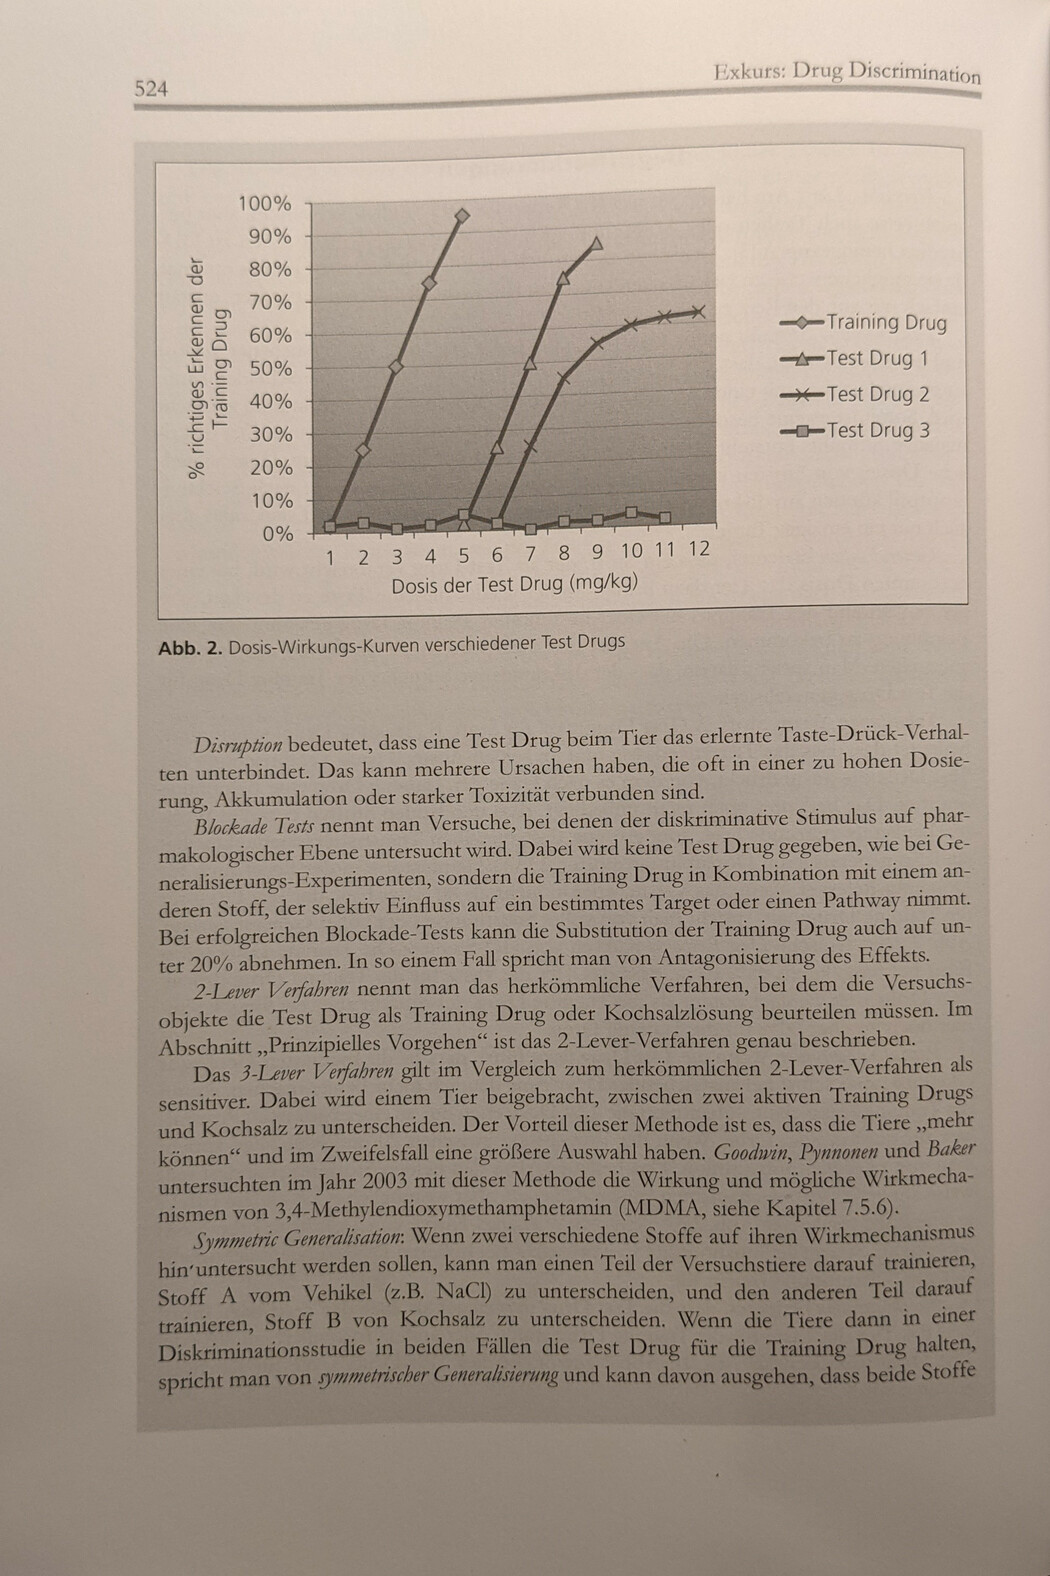 524
Exkurs: Drug Discrimination
100%
90%
80%
70%
60%
50%
40%
30%
20%
10%
0%
% richtiges Erkennen der
Training Drug
1 2 3 4 5 6 7 8 9 10 11 12
Dosis der Test Drug (mg/kg)
Training Drug
Test Drug 1
Test Drug 2
Test Drug 3
Abb. 2. Dosis-Wirkungs-Kurven verschiedener Test Drugs
Disruption bedeutet, dass eine Test Drug beim Tier das erlernte Taste-Drück-Verhal-
ten unterbindet. Das kann mehrere Ursachen haben, die oft in einer zu hohen Dosie-
rung, Akkumulation oder starker Toxizität verbunden sind.
Blockade Tests nennt man Versuche, bei denen der diskriminative Stimulus auf phar-
makologischer Ebene untersucht wird. Dabei wird keine Test Drug gegeben, wie bei Ge-
neralisierungs-Experimenten, sondern die Training Drug in Kombination mit einem an-
deren Stoff, der selektiv Einfluss auf ein bestimmtes Target oder einen Pathway nimmt.
Bei erfolgreichen Blockade-Tests kann die Substitution der Training Drug auch auf un-
ter 20% abnehmen. In so einem Fall spricht man von Antagonisierung des Effekts.
2-Lever Verfahren nennt man das herkömmliche Verfahren, bei dem die Versuchs-
objekte die Test Drug als Training Drug oder Kochsalzlösung beurteilen müssen. Im
Abschnitt „Prinzipielles Vorgehen“ ist das 2-Lever-Verfahren genau beschrieben.
Das 3-Lever Verfahren gilt im Vergleich zum herkömmlichen 2-Lever-Verfahren als
sensitiver. Dabei wird einem Tier beigebracht, zwischen zwei aktiven Training Drugs
und Kochsalz zu unterscheiden. Der Vorteil dieser Methode ist es, dass die Tiere „mehr
können“ und im Zweifelsfall eine größere Auswahl haben. Goodwin, Pynnonen und Baker
untersuchten im Jahr 2003 mit dieser Methode die Wirkung und mögliche Wirkmecha-
nismen von 3,4-Methylendioxymethamphetamin (MDMA, siehe Kapitel 7.5.6).
Symmetric Generalisation: Wenn zwei verschiedene Stoffe auf ihren Wirkmechanismus
hin untersucht werden sollen, kann man einen Teil der Versuchstiere darauf trainieren,
Stoff A vom Vehikel (z.B. NaCl) zu unterscheiden, und den anderen Teil darauf
trainieren, Stoff B von Kochsalz zu unterscheiden. Wenn die Tiere dann in einer
Diskriminationsstudie in beiden Fällen die Test Drug für die Training Drug halten,
spricht man von symmetrischer Generalisierung und kann davon ausgehen, dass beide Stoffe